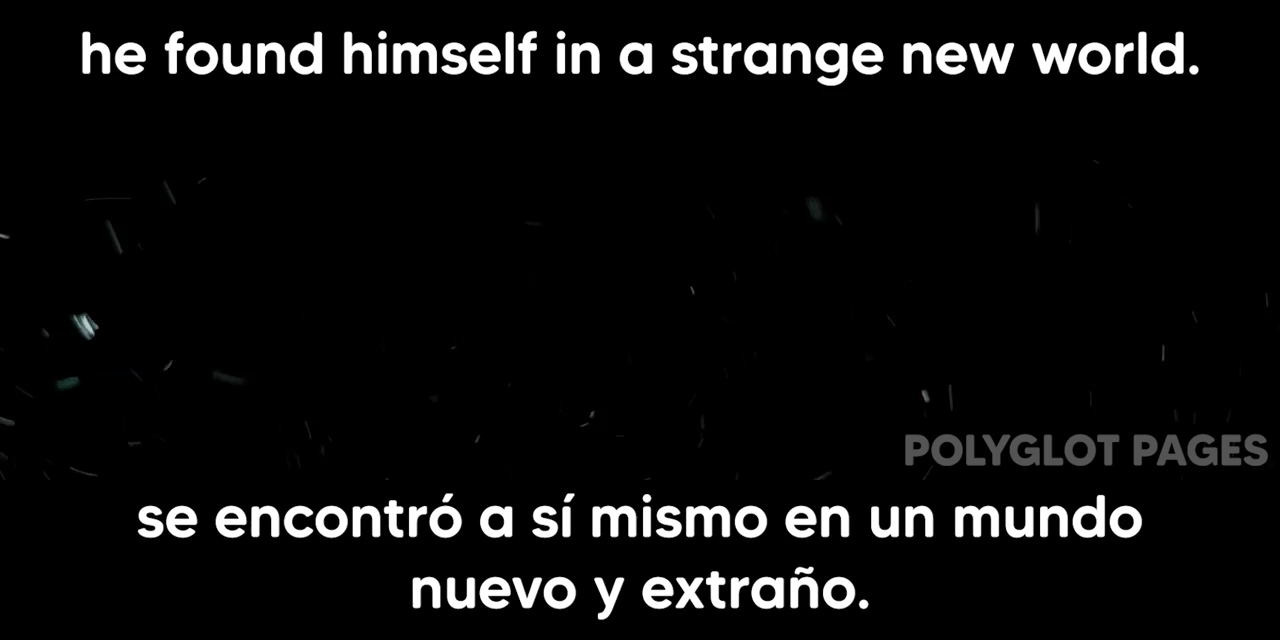 he found himself in a strange new world.
POLYGLOT PAGES
se encontró a sí mismo en un mundo
nuevo y extraño.